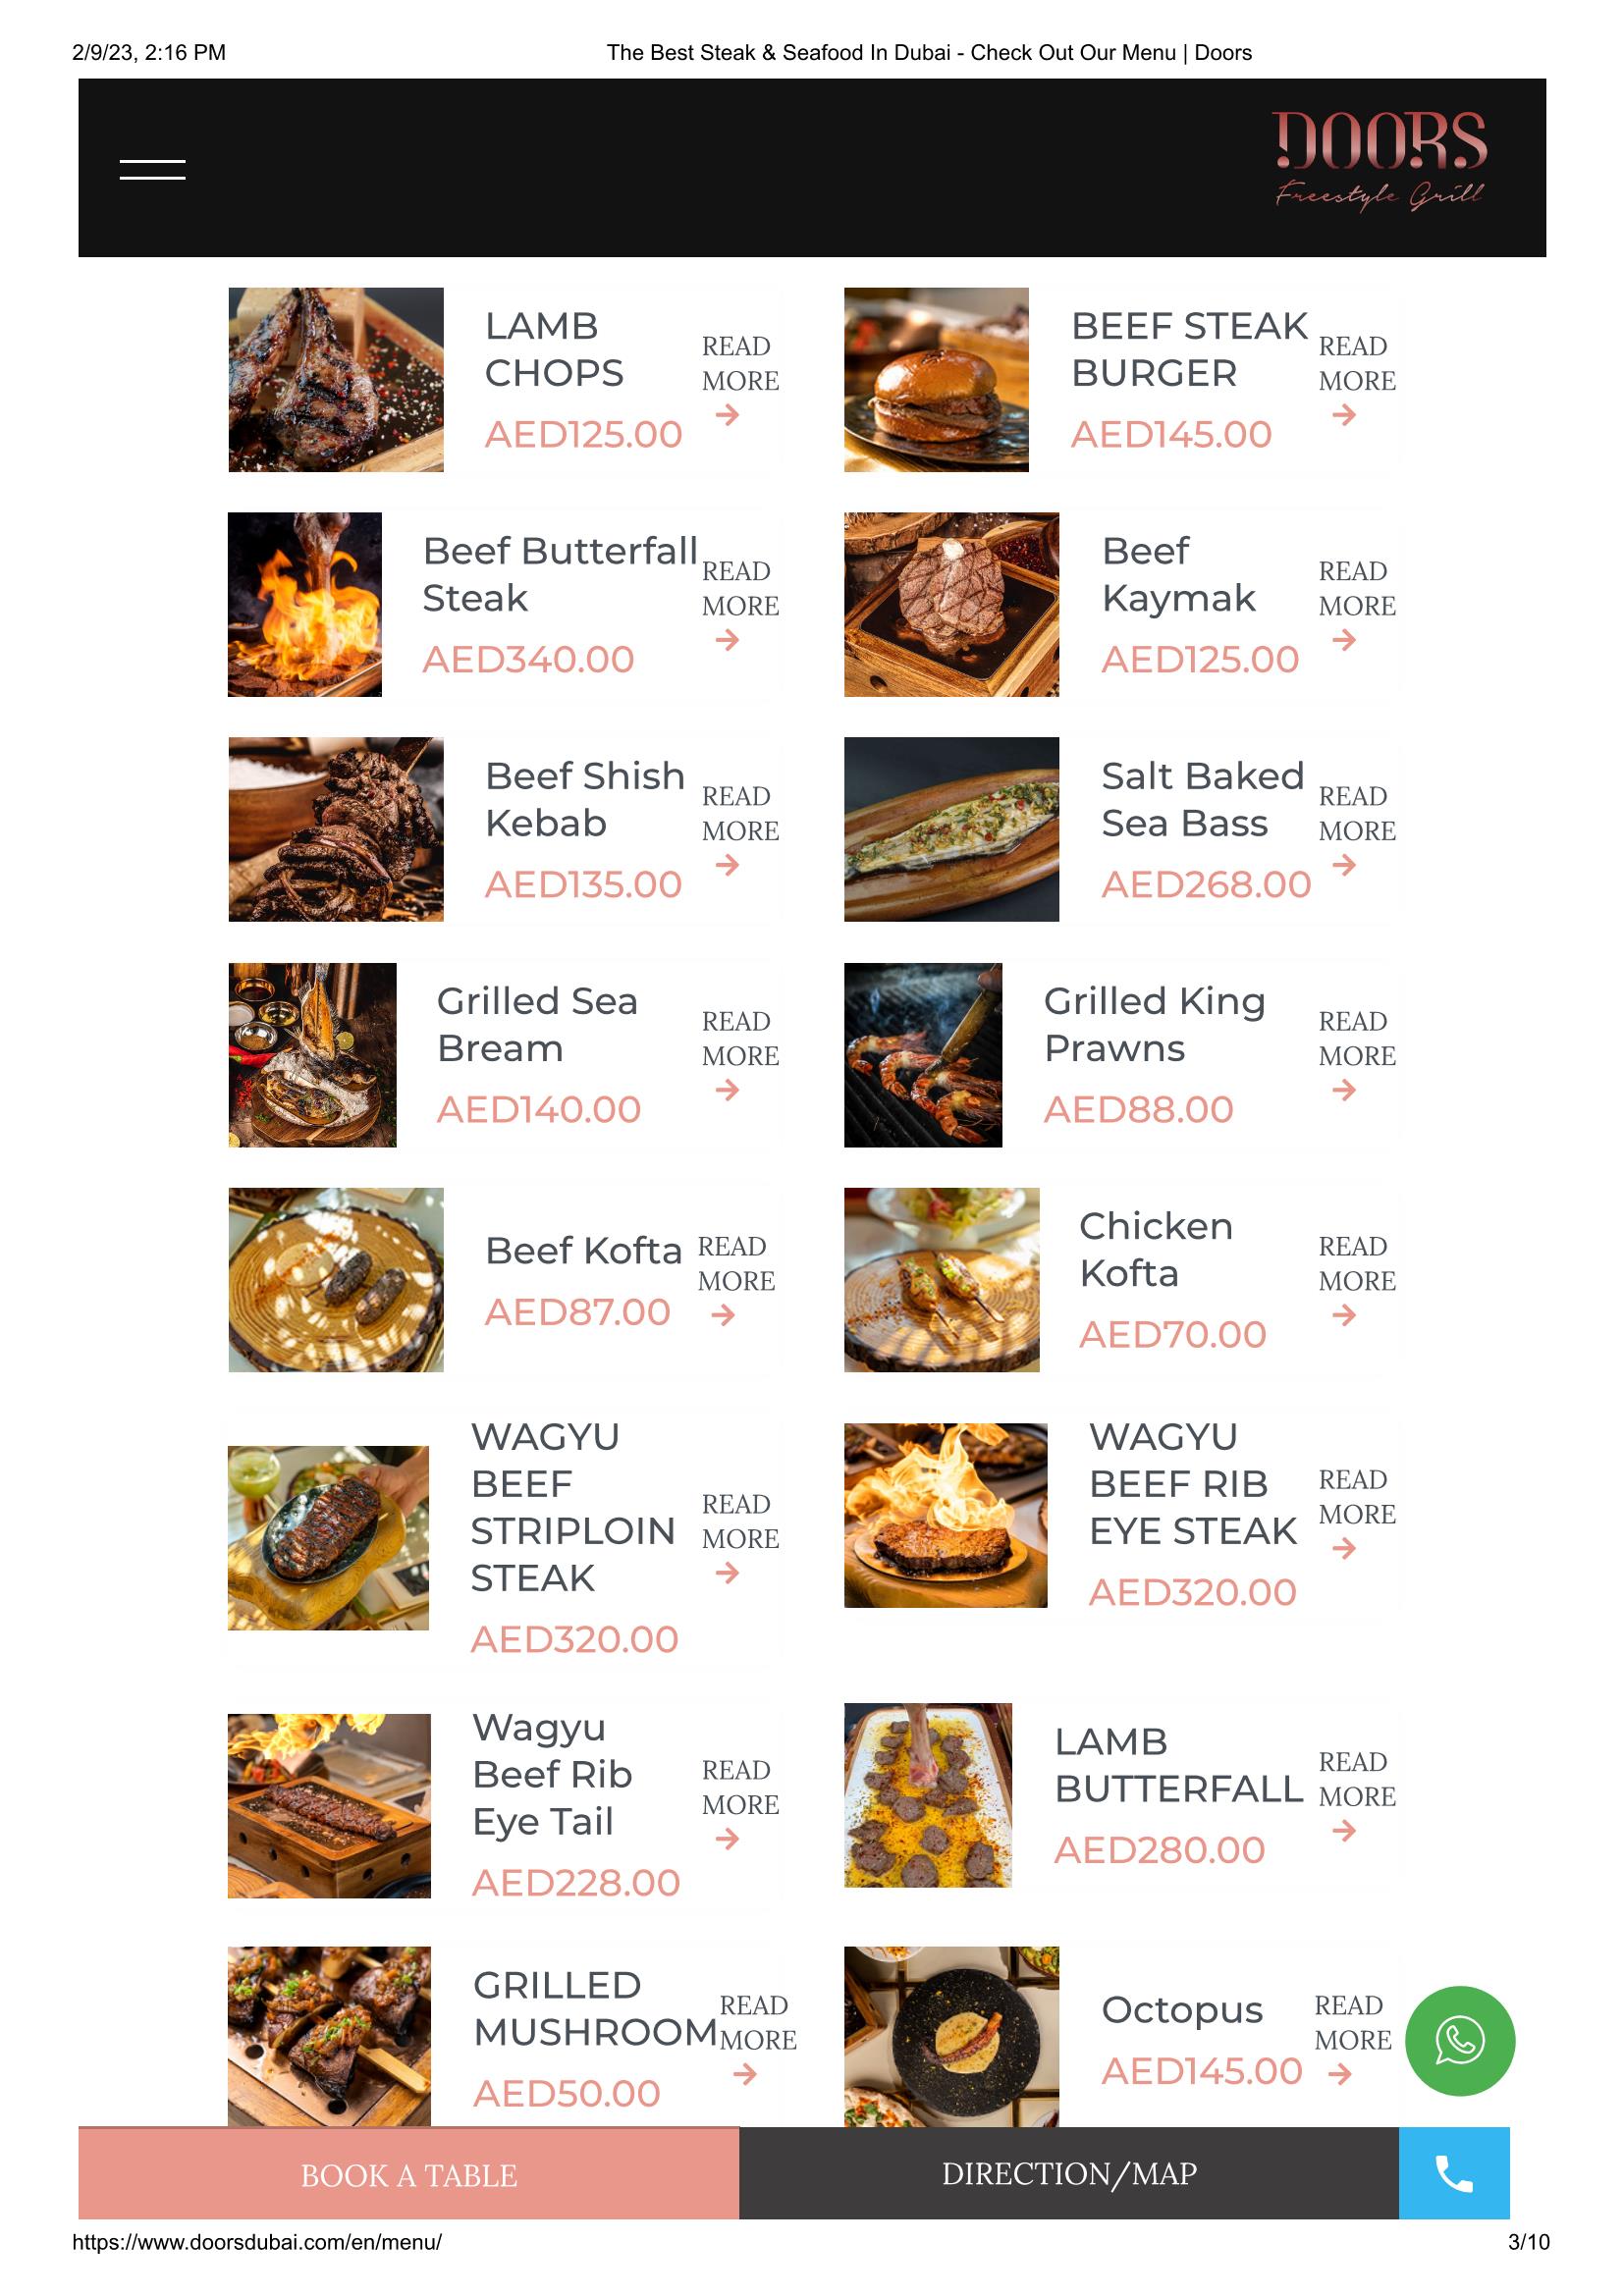 2/9/23, 2:16 PM
The Best Steak & Seafood In Dubai - Check Out Our Menu | Doors
DOORS
Freestyle Grill
LAMB
CHOPS
AED125.00
READ
MORE
BEEF STEAK
BURGER
AED145.00
READ
MORE
Beef Butterfall
Steak
AED340.00
READ
MORE
Beef
Kaymak
AED125.00
READ
MORE
Beef Shish
Kebab
AED135.00
READ
MORE
Salt Baked
Sea Bass
AED268.00
READ
MORE
Grilled Sea
Bream
AED140.00
READ
MORE
Grilled King
Prawns
AED88.00
READ
MORE
Beef Kofta
AED87.00
READ
MORE
Chicken
Kofta
AED70.00
READ
MORE
WAGYU
BEEF
STRIPLOIN
STEAK
AED320.00
READ
MORE
WAGYU
BEEF RIB
EYE STEAK
AED320.00
READ
MORE
Wagyu
Beef Rib
Eye Tail
AED228.00
READ
MORE
LAMB
BUTTERFALL
AED280.00
READ
MORE
GRILLED
MUSHROOM
AED50.00
READ
MORE
Octopus
AED145.00
READ
MORE
BOOK A TABLE
DIRECTION/MAP
https://www.doorsdubai.com/en/menu/
3/10